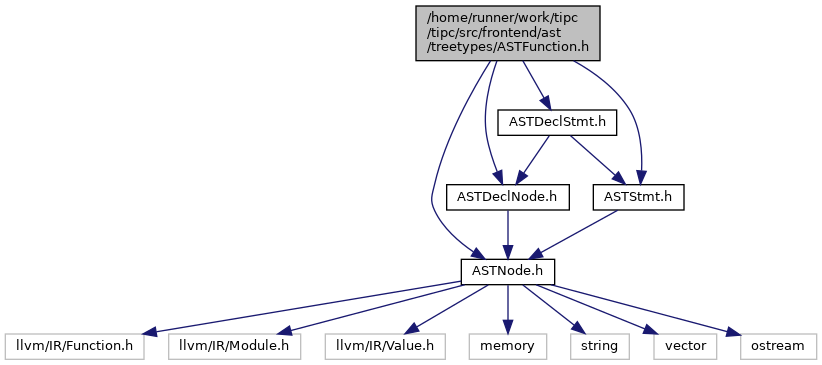 /home/runner/work/tipc
/tipc/src/frontend/ast
/treetypes/ASTFunction.h
ASTDeclStmt.h
ASTDeclNode.h
ASTStmt.h
ASTNode.h
llvm/IR/Function.h
llvm/IR/Module.h
llvm/IR/Value.h
memory
string
vector
ostream